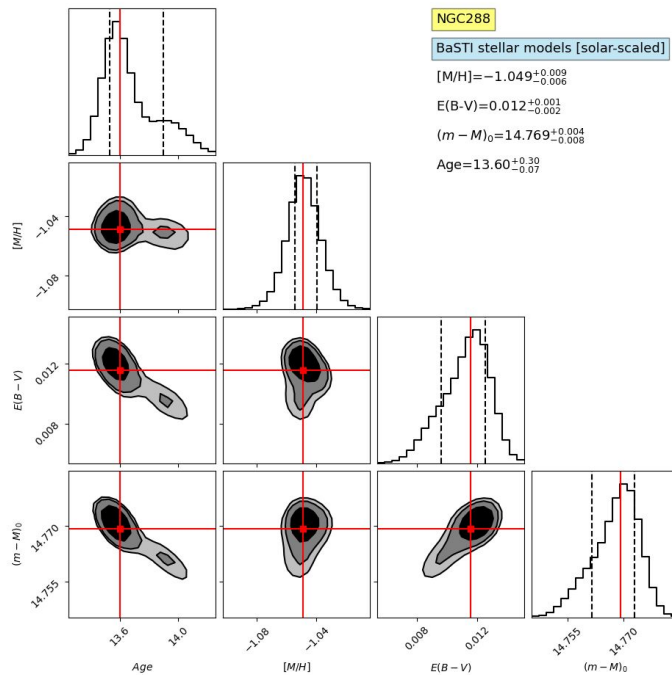 NGC288
BaSTI stellar models [solar-scaled]
[M/H]=−1.049+0.009−0.006
E(B-V)=0.012+0.001−0.002
(m − M)0=14.769+0.004−0.008
Age=13.60+0.30−0.07
[M/H]
−1.04
−1.08
E(B − V)
0.012
0.008
(m − M)0
14.770
14.755
13.6
14.0
−1.08
−1.04
0.008
0.012
14.755
14.770
Age
[M/H]
E(B − V)
(m − M)0